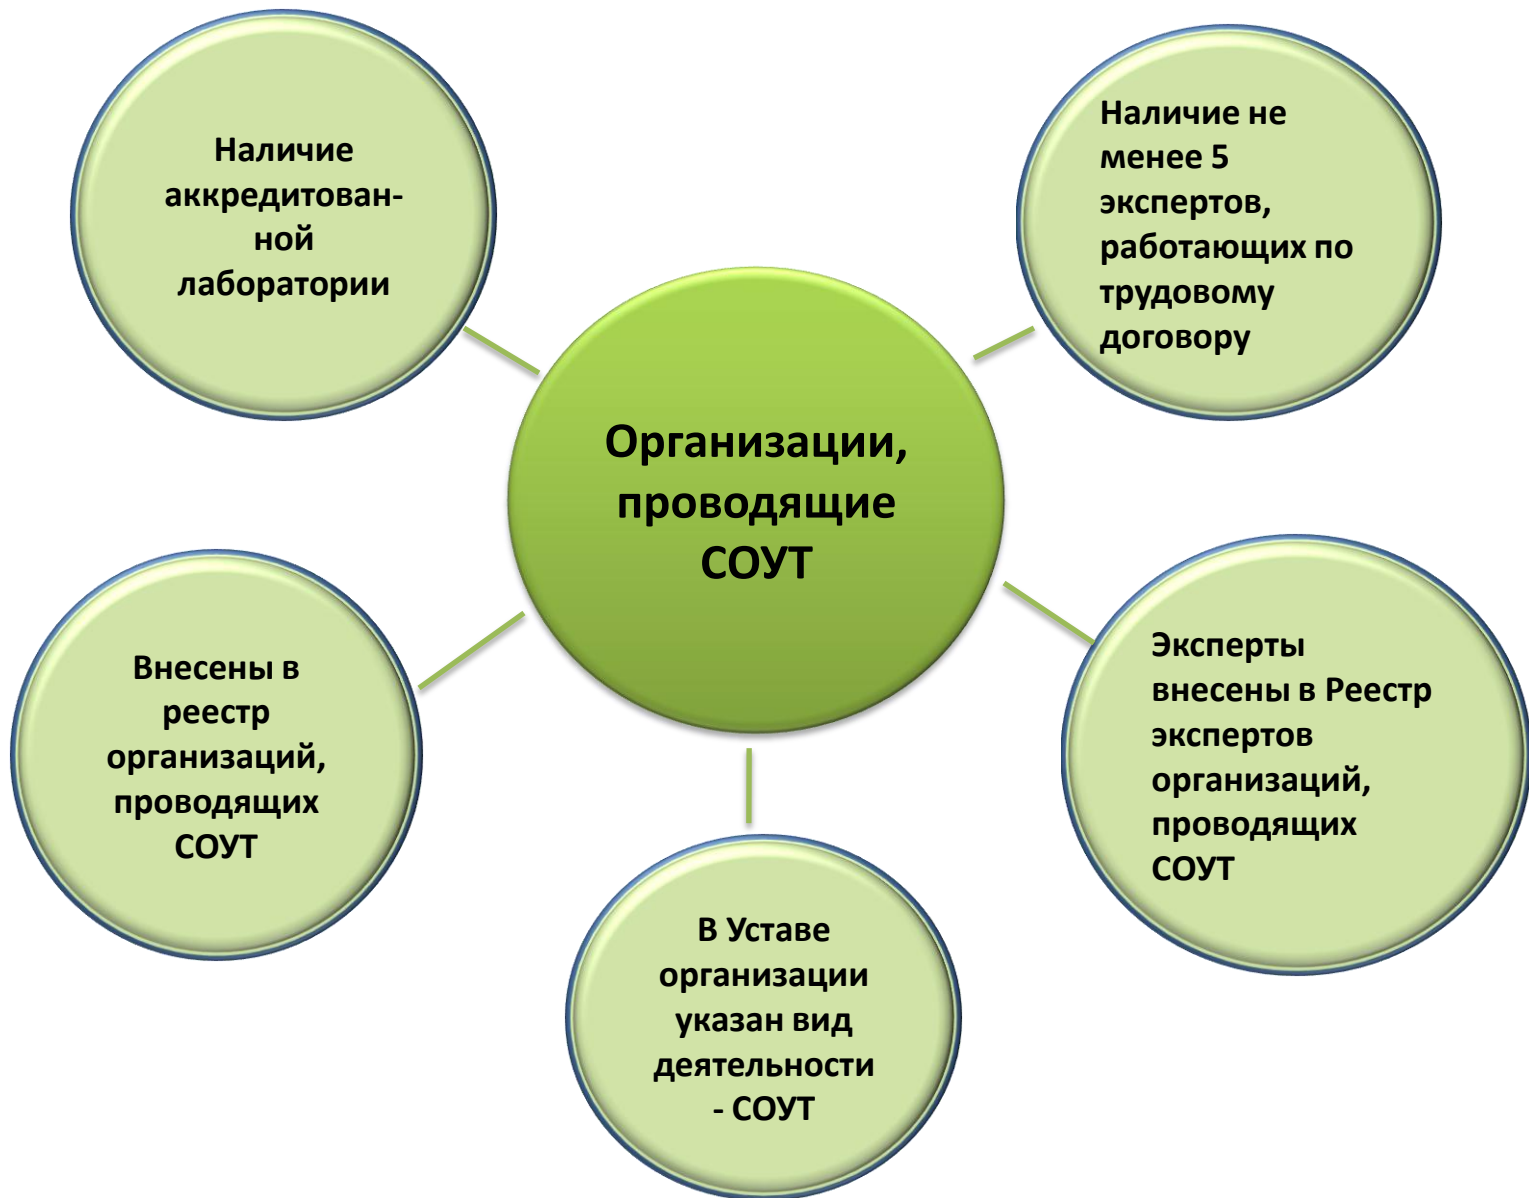 Наличие
аккредитован-
ной
лаборатории
Наличие не
менее 5
экспертов,
работающих по
трудовому
договору
Организации,
проводящие
СОУТ
Внесены в
реестр
организаций,
проводящих
СОУТ
Эксперты
внесены в Реестр
экспертов
организаций,
проводящих
СОУТ
В Уставе
организации
указан вид
деятельности
- СОУТ